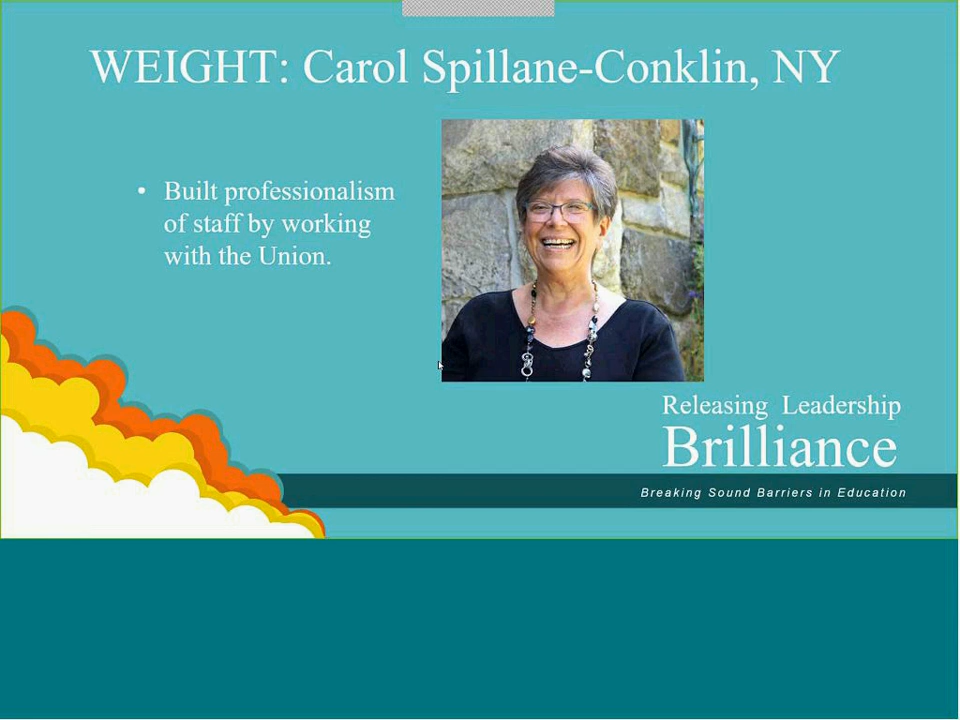 WEIGHT: Carol Spillane-Conklin, NY
• Built professionalism
of staff by working
with the Union.
Releasing Leadership
Brilliance
Breaking Sound Barriers in Education